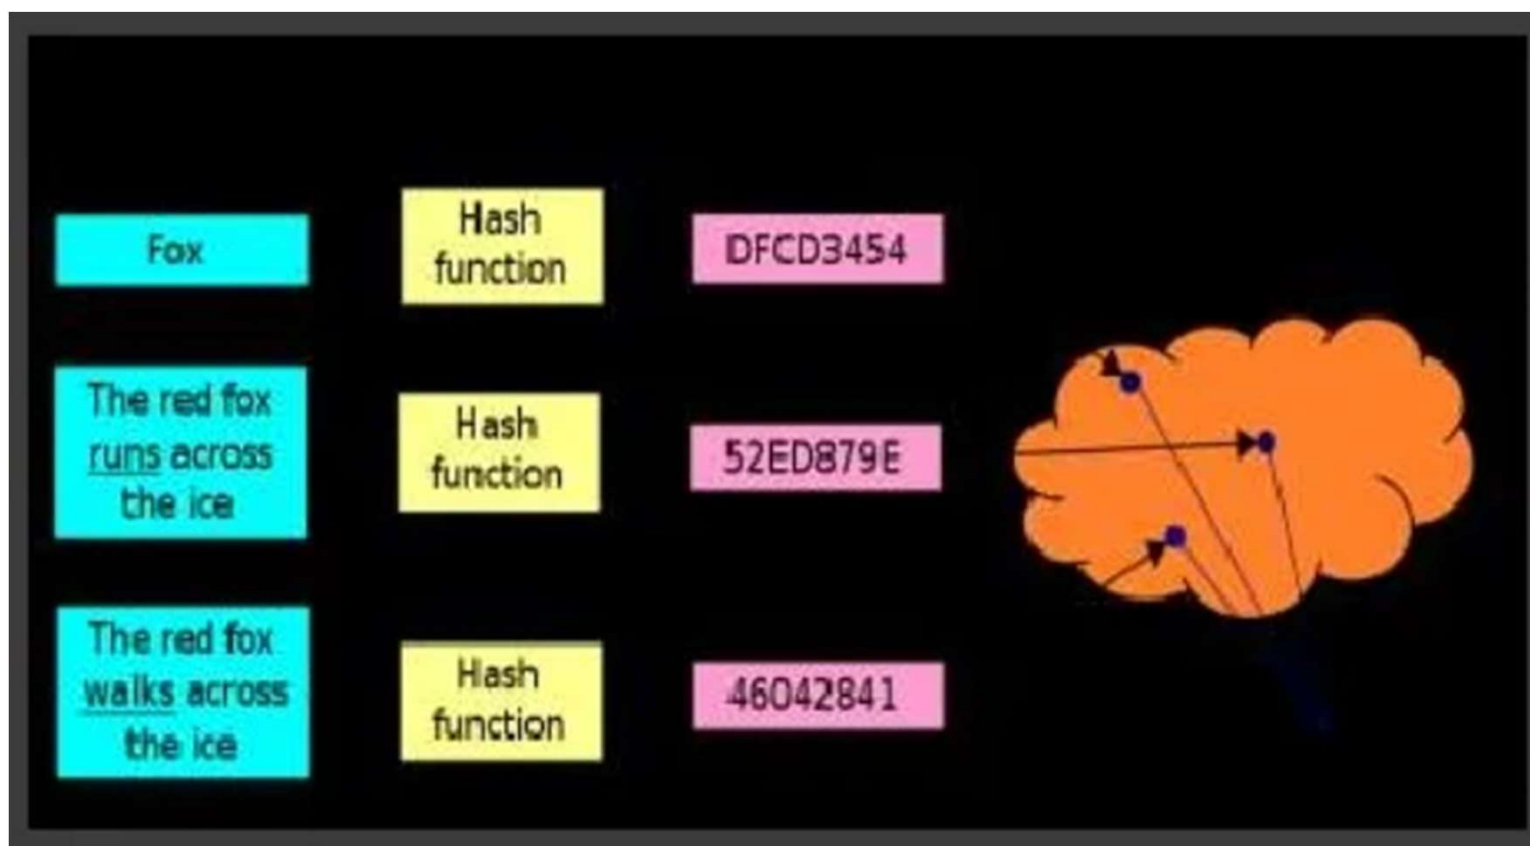 Fox
Hash
function
DFCD3454
The red fox
runs across
the ice
Hash
function
52ED879E
The red fox
walks across
the ice
Hash
function
46042841